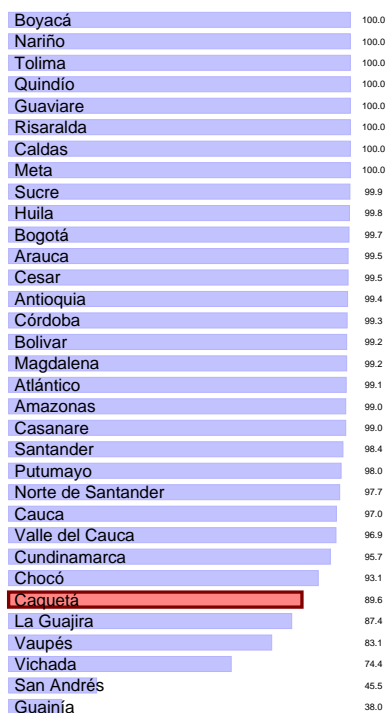 Boyacá 100.0
Nariño 100.0
Tolima 100.0
Quindío 100.0
Guaviare 100.0
Risaralda 100.0
Caldas 100.0
Meta 100.0
Sucre 99.9
Huila 99.8
Bogotá 99.7
Arauca 99.5
Cesar 99.5
Antioquia 99.4
Córdoba 99.3
Bolivar 99.2
Magdalena 99.2
Atlántico 99.1
Amazonas 99.0
Casanare 99.0
Santander 98.4
Putumayo 98.0
Norte de Santander 97.7
Cauca 97.0
Valle del Cauca 96.9
Cundinamarca 95.7
Chocó 93.1
Caquetá 89.6
La Guajira 87.4
Vaupés 83.1
Vichada 74.4
San Andrés 45.5
Guainía 38.0